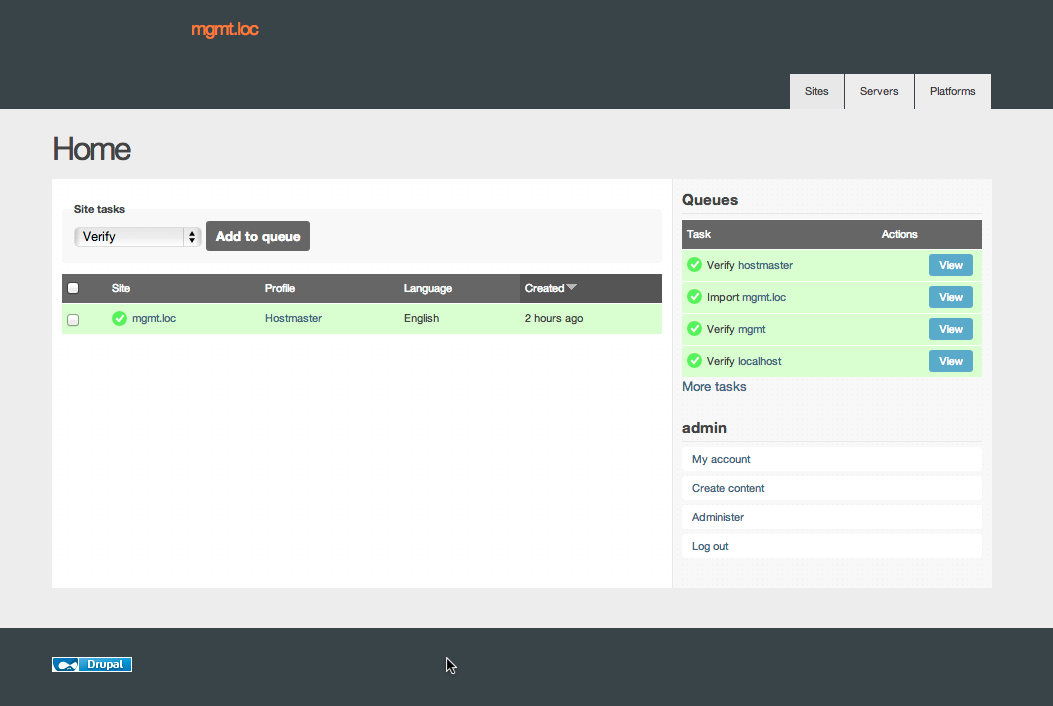 mgmt.loc
Sites Servers Platforms
Home
Site tasks
Verify Add to queue
Site Profile Language Created
mgmt.loc Hostmaster English 2 hours ago
Queues
Task Actions
Verify hostmaster View
Import mgmt.loc View
Verify mgmt View
Verify localhost View
More tasks
admin
My account
Create content
Administer
Log out
Drupal